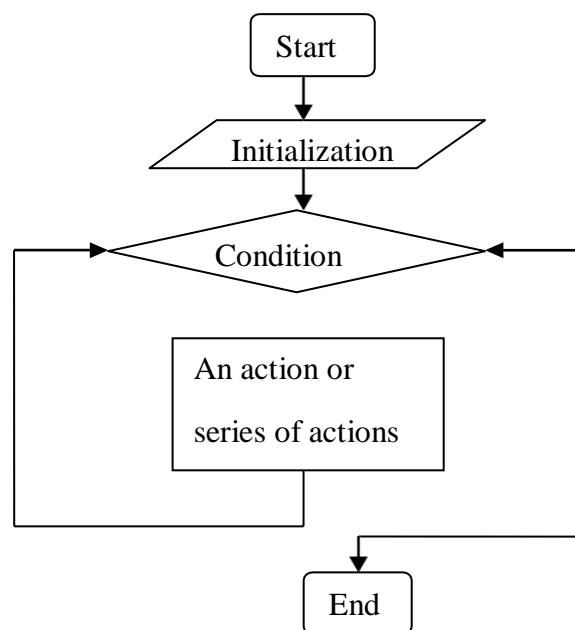 Start
Initialization
Condition
An action or
series of actions
End